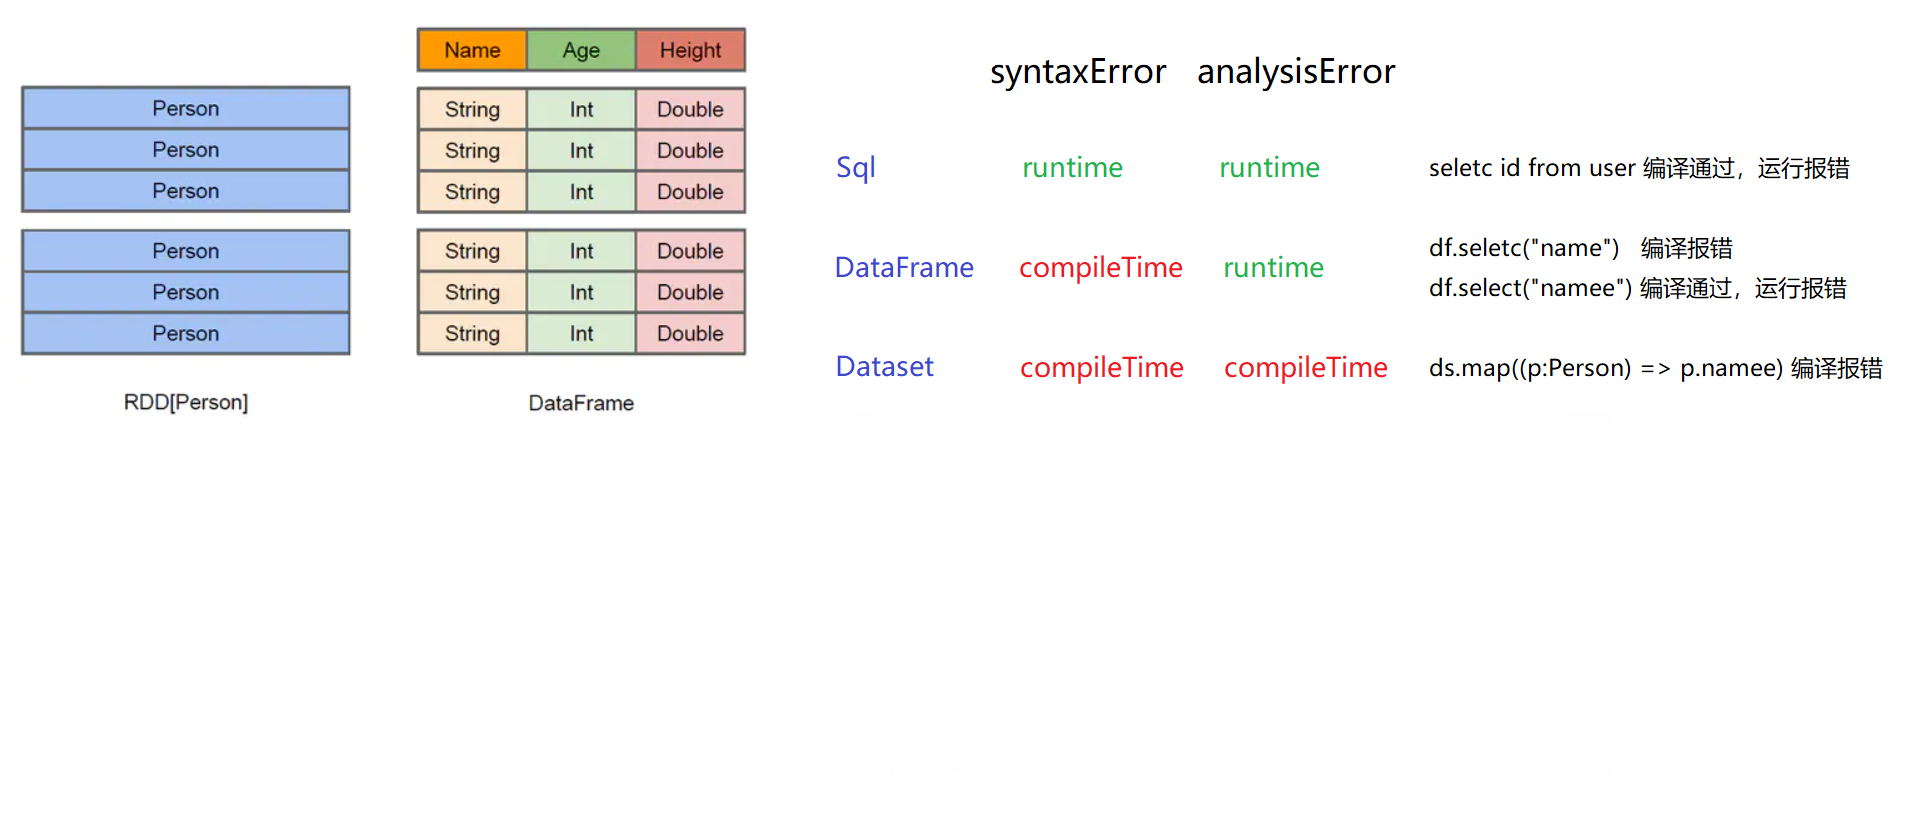 Name Age Height
Person
Person
Person
String Int Double
String Int Double
String Int Double
Person
Person
Person
String Int Double
String Int Double
String Int Double
RDD[Person]
DataFrame
syntaxError analysisError
Sql runtime runtime seletc id from user 编译通过，运行报错
DataFrame compileTime runtime
df.seletc("name") 编译报错
df.select("namee") 编译通过，运行报错
Dataset compileTime compileTime ds.map((p:Person) => p.namee) 编译报错